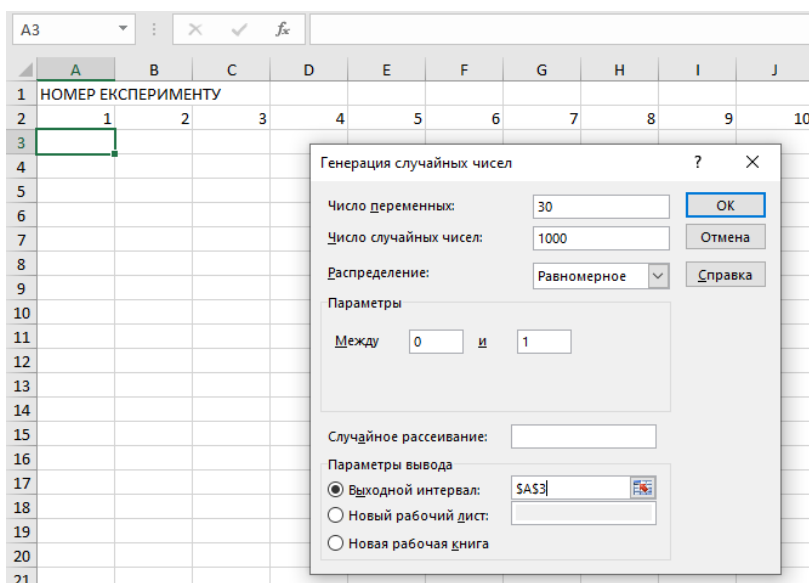 A3
fx
A B C D E F G H I J
1 НОМЕР ЕКСПЕРИМЕНТУ
2 1 2 3 4 5 6 7 8 9 10
3
4
5
6
7
8
9
10
11
12
13
14
15
16
17
18
19
20
21
Генерация случайных чисел ? ×
Число переменных: 30 ОК
Число случайных чисел: 1000 Отмена
Распределение: Равномерное Справка
Параметры
Между 0 и 1
Случайное рассеивание:
Параметры вывода
Выходной интервал: $A$3
Новый рабочий лист:
Новая рабочая книга